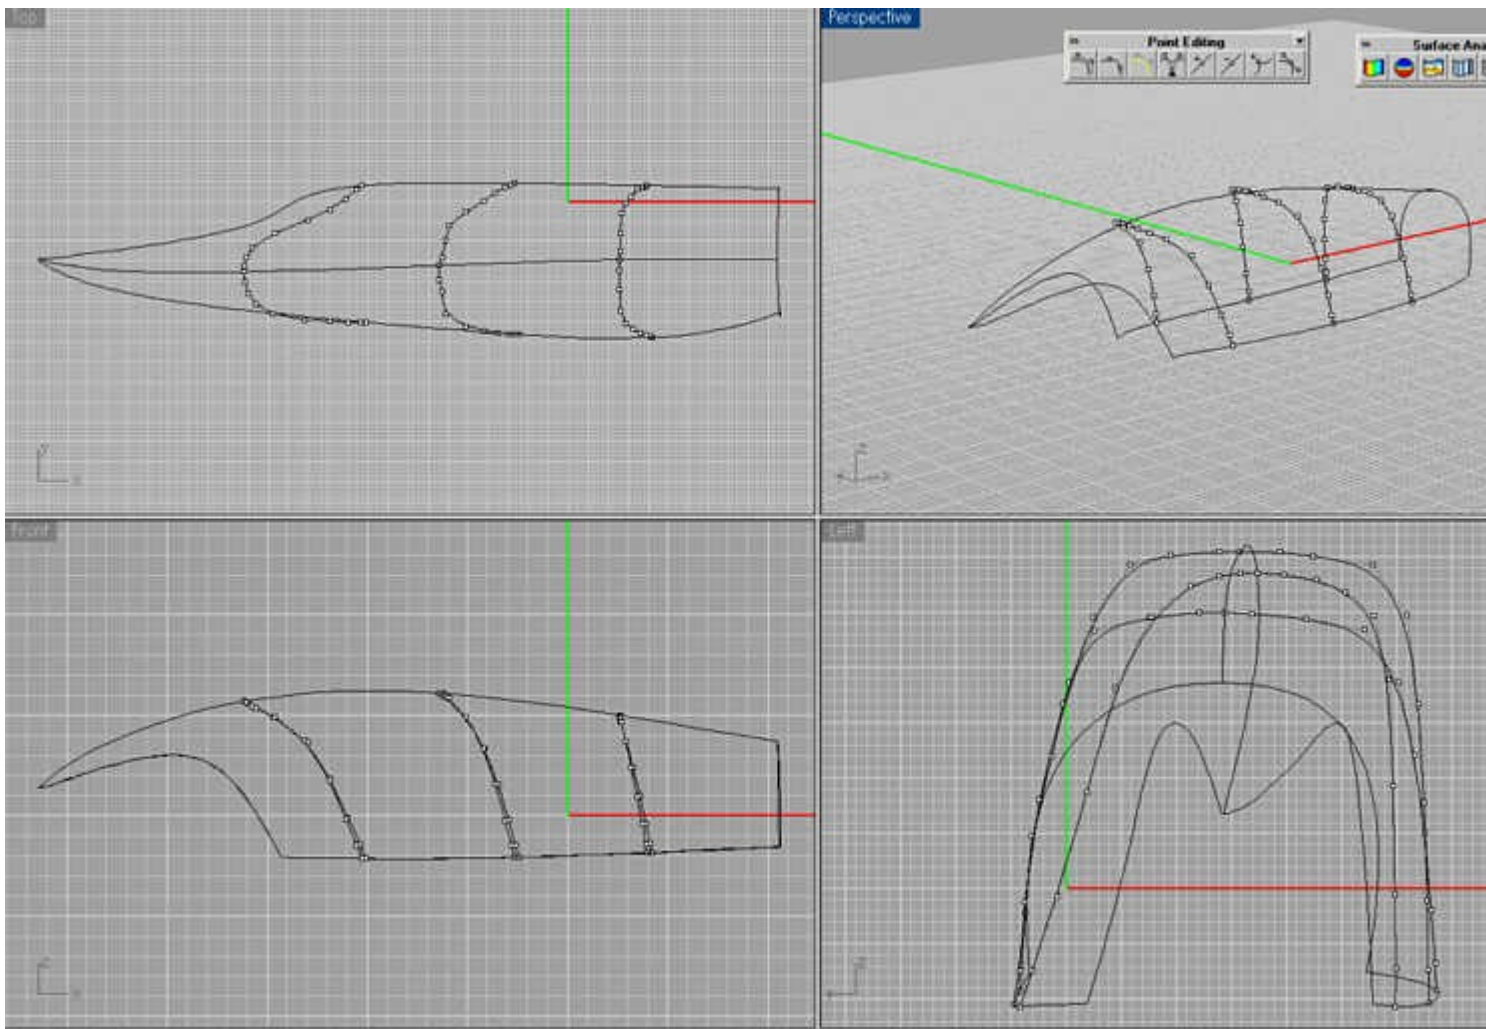 Top
Perspective
Point Editing
Surface Ana
Front
Left